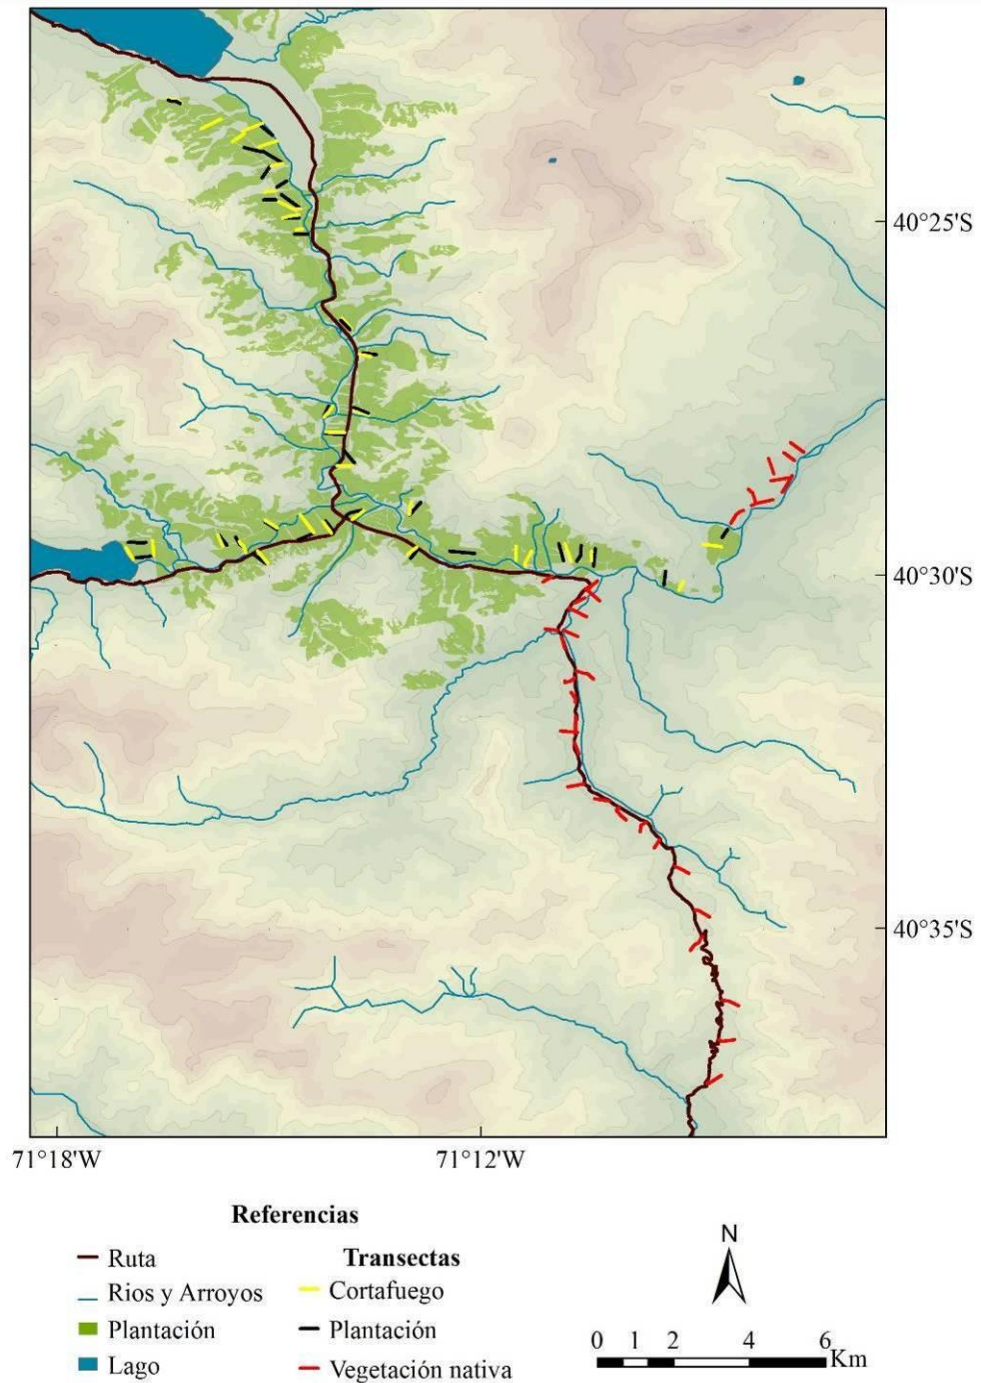 40°25'S
40°30'S
40°35'S
71°18'W
71°12'W
Referencias
Ruta
Rios y Arroyos
Plantación
Lago
Transectas
Cortafuego
Plantación
Vegetación nativa
N
0 1 2 4 6
Km